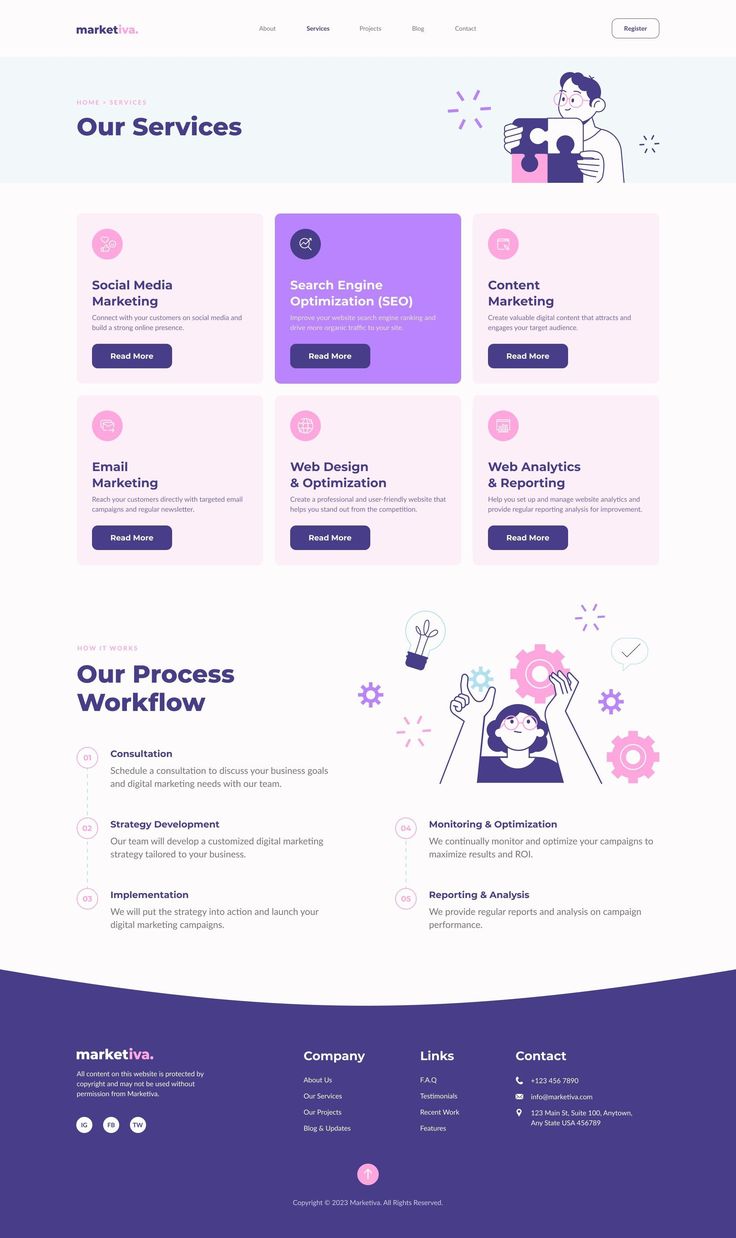 marketiva.
About
Services
Projects
Blog
Contact
Register
HOME > SERVICES
Our Services
Social Media
Marketing
Connect with your customers on social media and
build a strong online presence.
Read More
Search Engine
Optimization (SEO)
Improve your website search engine ranking and
drive more organic traffic to your site.
Read More
Content
Marketing
Create valuable digital content that attracts and
engages your target audience.
Read More
Email
Marketing
Reach your customers directly with targeted email
campaigns and regular newsletter.
Read More
Web Design
& Optimization
Create a professional and user-friendly website that
helps you stand out from the competition.
Read More
Web Analytics
& Reporting
Help you set up and manage website analytics and
provide regular reporting analysis for improvement.
Read More
HOW IT WORKS
Our Process
Workflow
01
Consultation
Schedule a consultation to discuss your business goals
and digital marketing needs with our team.
02
Strategy Development
Our team will develop a customized digital marketing
strategy tailored to your business.
03
Implementation
We will put the strategy into action and launch your
digital marketing campaigns.
04
Monitoring & Optimization
We continually monitor and optimize your campaigns to
maximize results and ROI.
05
Reporting & Analysis
We provide regular reports and analysis on campaign
performance.
marketiva.
All content on this website is protected by
copyright and may not be used without
permission from Marketiva.
IG
FB
TW
Company
About Us
Our Services
Our Projects
Blog & Updates
Links
F.A.Q
Testimonials
Recent Work
Features
Contact
+123 456 7890
info@marketiva.com
123 Main St, Suite 100, Anytown,
Any State USA 456789
Copyright © 2023 Marketiva. All Rights Reserved.